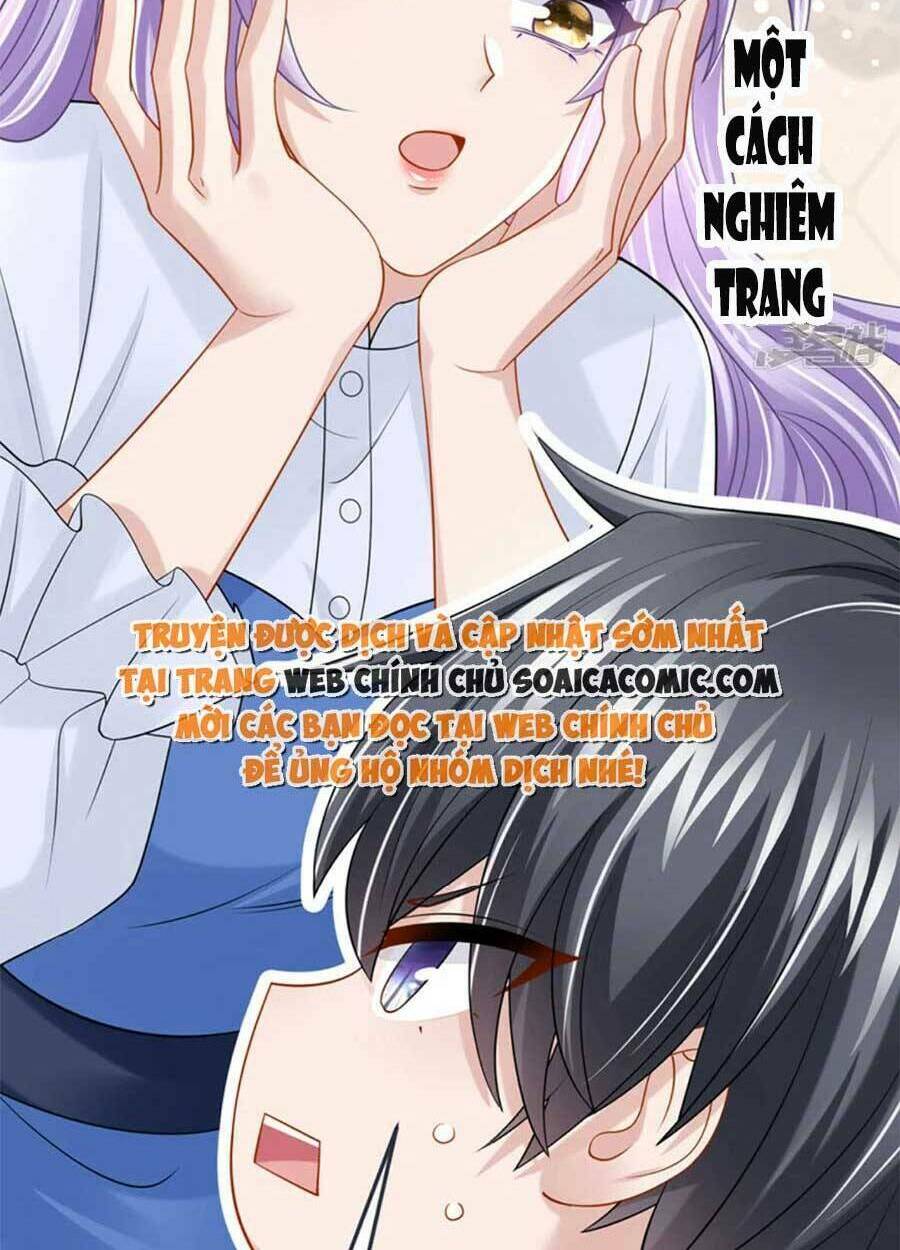 MỘT
CÁCH
NGHIÊM
TRANG
TRUYỆN ĐƯỢC DỊCH VÀ CẬP NHẬT SỚM NHẤT
TẠI TRANG WEB CHÍNH CHỦ SOAICACOMIC.COM
MỜI CÁC BẠN ĐỌC TẠI WEB CHÍNH CHỦ
ĐỂ ỦNG HỘ NHÓM DỊCH NHÉ!